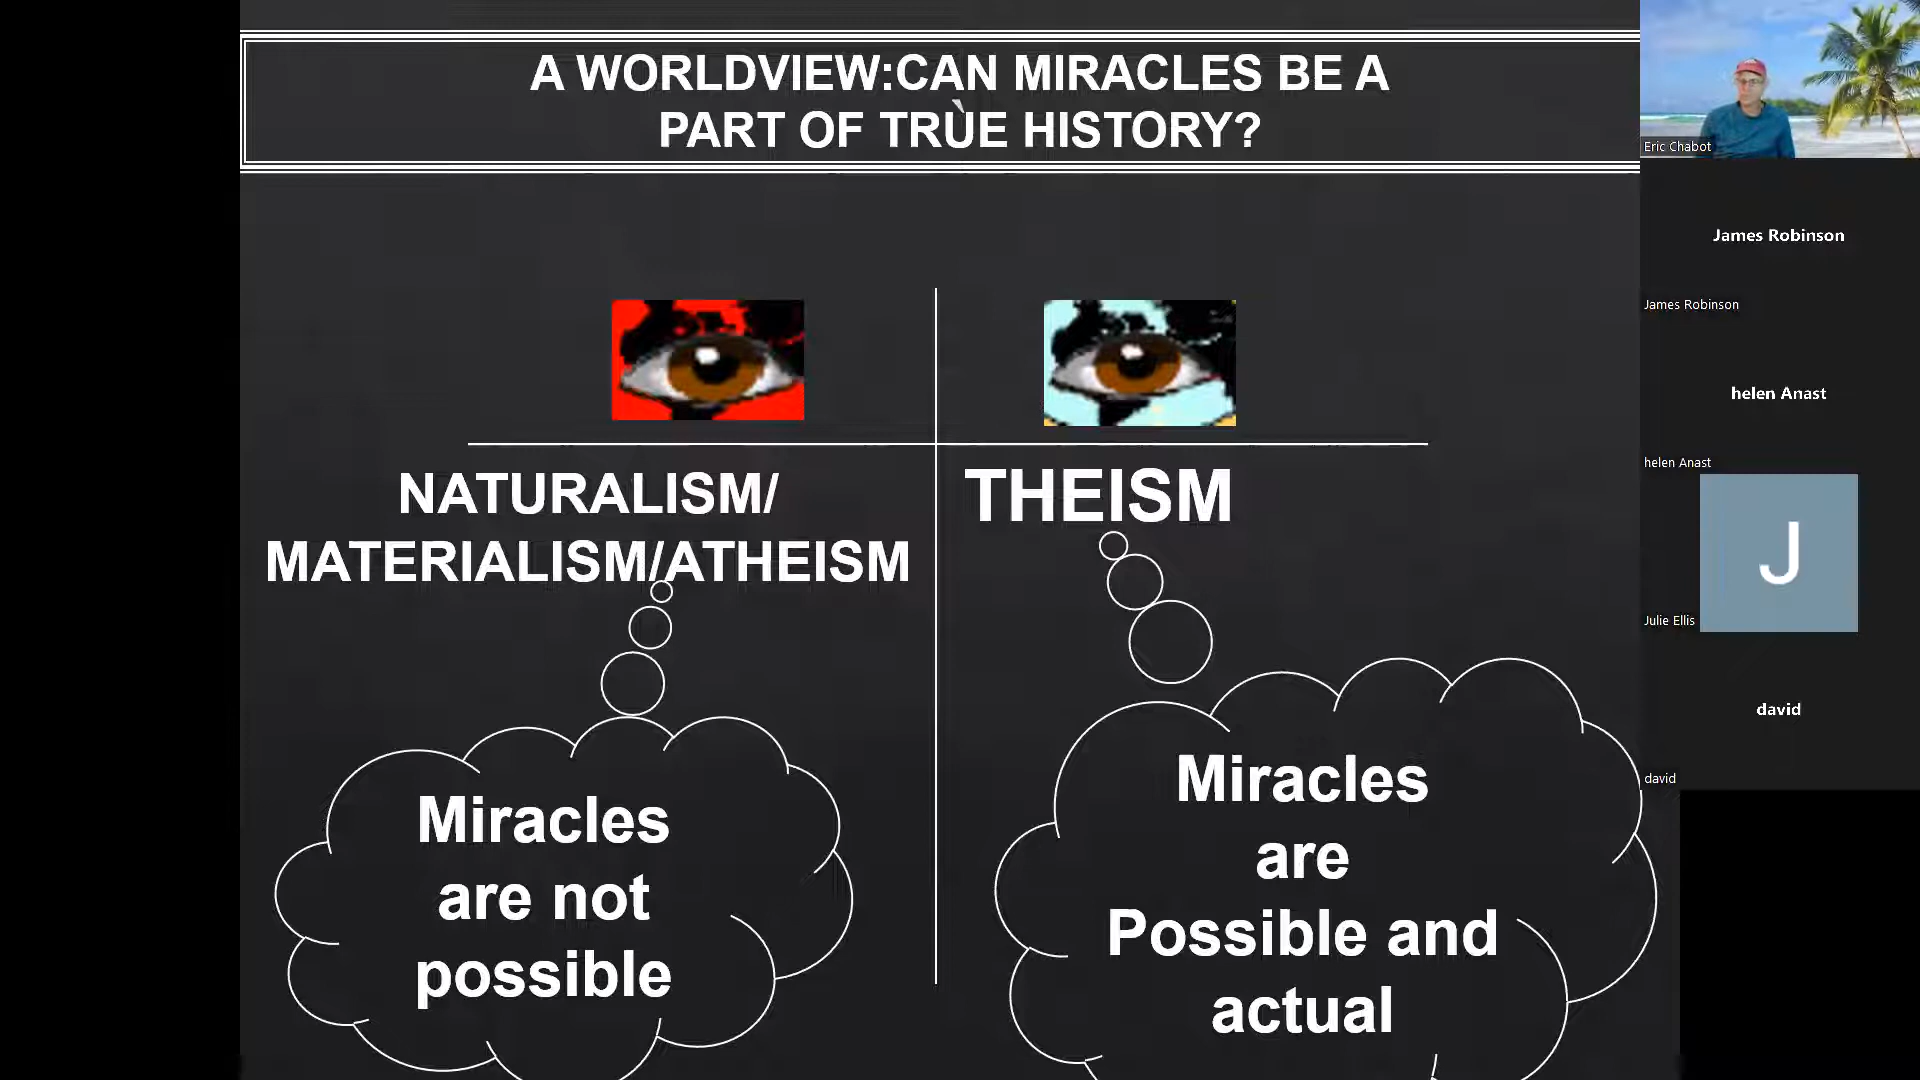 A WORLDVIEW:CAN MIRACLES BE A
PART OF TRUE HISTORY?
NATURALISM/
MATERIALISM/ATHEISM
Miracles
are not
possible
THEISM
Miracles
are
Possible and
actual
Eric Chabot
James Robinson
James Robinson
helen Anast
helen Anast
J
Julie Ellis
david
david